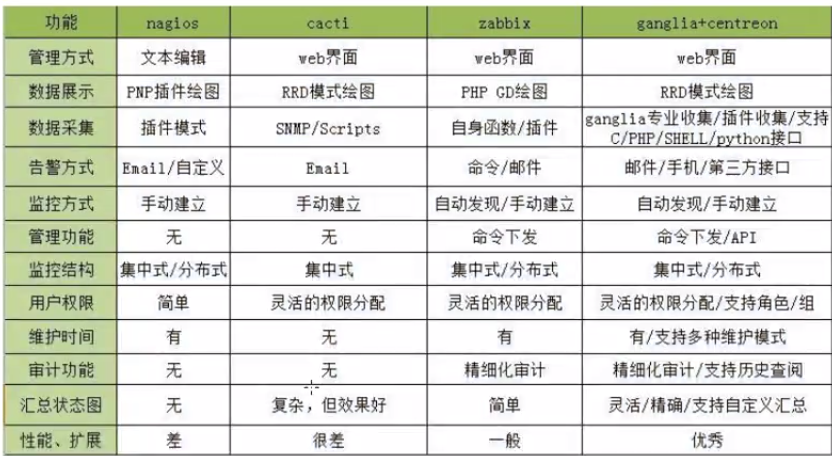 功能 nagios cacti zabbix ganglia+centreon
管理方式 文本编辑 web界面 web界面 web界面
数据展示 PNP插件绘图 RRD模式绘图 PHP GD绘图 RRD模式绘图
数据采集 插件模式 SNMP/Scripts 自身函数/插件 ganglia专业收集/插件收集/支持
C/PHP/SHELL/python接口
告警方式 Email/自定义 Email 命令/邮件 邮件/手机/第三方接口
监控方式 手动建立 手动建立 自动发现/手动建立 自动发现/手动建立
管理功能 无 无 命令下发 命令下发/API
监控结构 集中式/分布式 集中式 集中式/分布式 集中式/分布式
用户权限 简单 灵活的权限分配 灵活的权限分配 灵活的权限分配/支持角色/组
维护时间 有 无 有 有/支持多种维护模式
审计功能 无 无 精细化审计 精细化审计/支持历史查阅
汇总状态图 无 复杂，但效果好 简单 灵活/精确/支持自定义汇总
性能、扩展 差 很差 一般 优秀